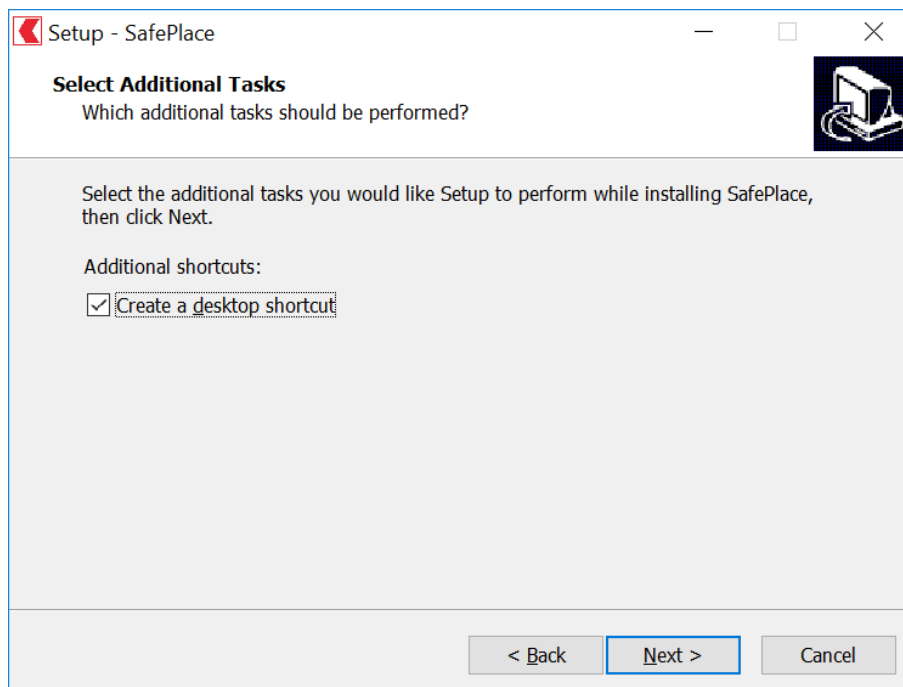 Setup - SafePlace
Select Additional Tasks
Which additional tasks should be performed?
Select the additional tasks you would like Setup to perform while installing SafePlace,
then click Next.
Additional shortcuts:
Create a desktop shortcut
< Back Next > Cancel